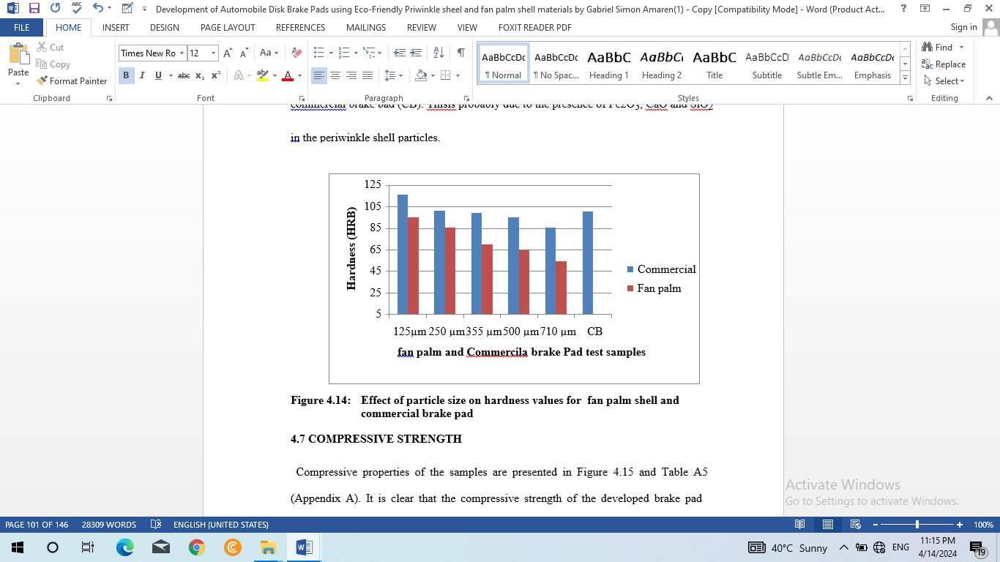 Development of Automobile Disk Brake Pads using Eco-Friendly Priwinkle sheel and fan palm shell materials by Gabriel Simon Amaren(1) - Copy [Compatibility Mode] - Word (Product Act...
FILE HOME INSERT DESIGN PAGE LAYOUT REFERENCES MAILINGS REVIEW VIEW FOXIT READER PDF Sign in
Paste
Cut
Copy
Format Painter
Clipboard
Times New Ro 12
Font
Paragraph
AaBbCcDc AaBbCcDc AaBbC AaBbCc AaBbC AaBbCcD AaBbCcDc AaBbCcDc
¶ Normal ¶ No Spac... Heading 1 Heading 2 Title Subtitle Subtle Em... Emphasis
Styles
Find
Replace
Select
Editing
commercial brake pad (CB). Thisis probably due to the presence of Fe2O3, CaO and SiO2
in the periwinkle shell particles.
Hardness (HRB)
125
105
85
65
45
25
5
125µm 250 µm 355 µm 500 µm 710 µm CB
Commercial
Fan palm
fan palm and Commercila brake Pad test samples
Figure 4.14: Effect of particle size on hardness values for fan palm shell and
commercial brake pad
4.7 COMPRESSIVE STRENGTH
Compressive properties of the samples are presented in Figure 4.15 and Table A5
(Appendix A). It is clear that the compressive strength of the developed brake pad
Activate Windows
Go to Settings to activate Windows.
PAGE 101 OF 146 28309 WORDS ENGLISH (UNITED STATES) 100%
40°C Sunny ENG 11:15 PM
4/14/2024
19